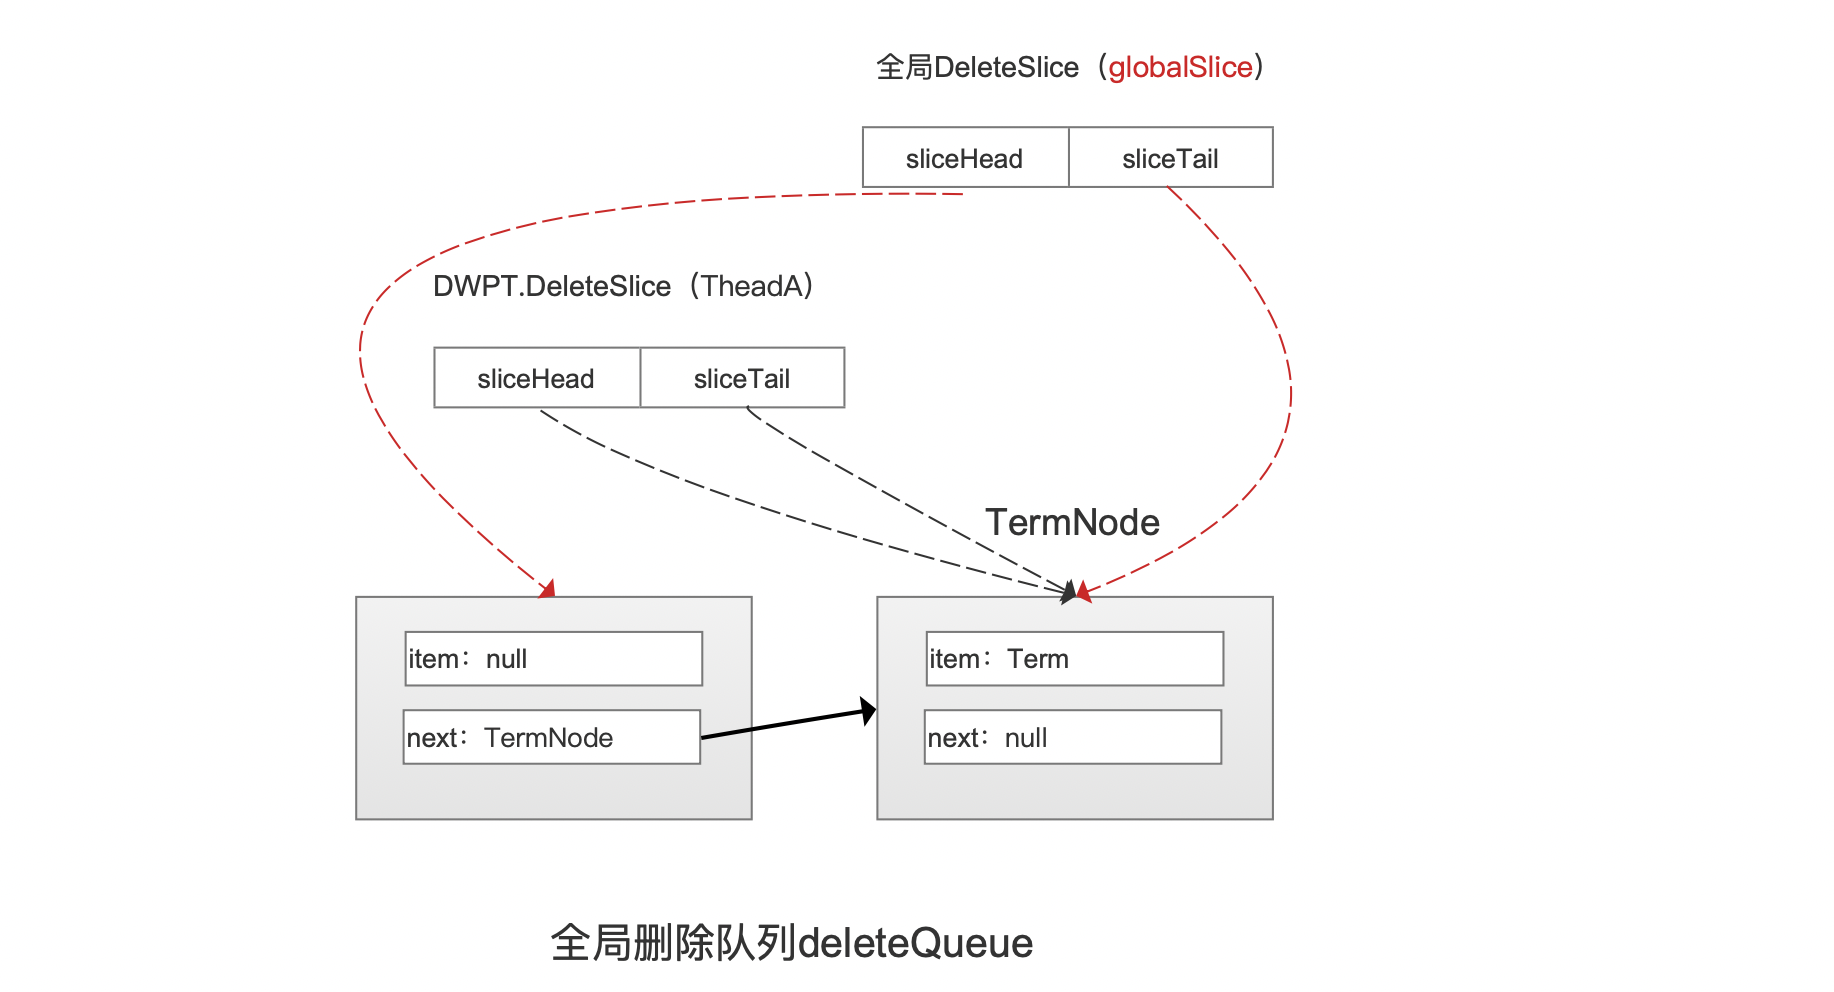 全局DeleteSlice（globalSlice）
sliceHead
sliceTail
DWPT.DeleteSlice（TheadA）
sliceHead
sliceTail
TermNode
item：null
next：TermNode
item：Term
next：null
全局删除队列deleteQueue